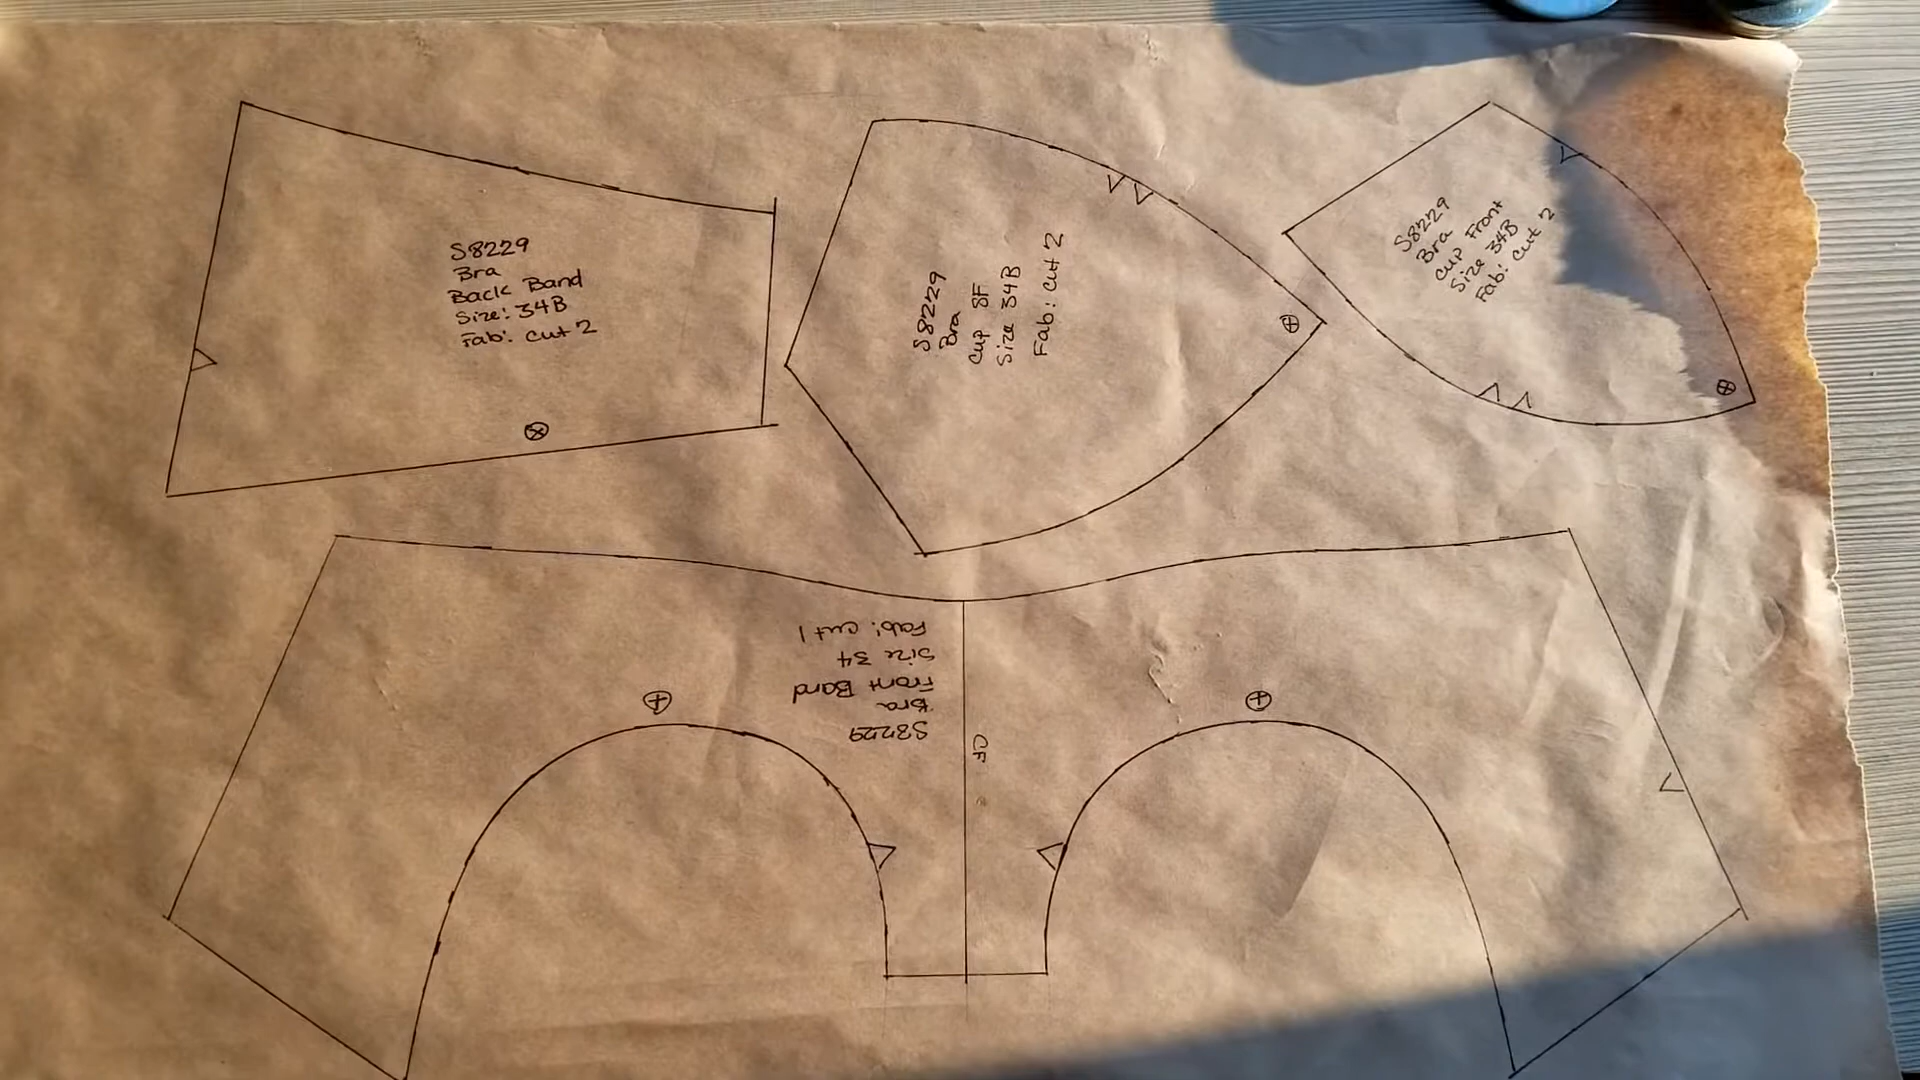 S8229
Bra
Back Band
Size: 34B
Fab: cut 2
S8229
Bra
Cup SF
Size 34B
Fab: cut 2
S8229
Bra
Cup Front
Size 34B
Fab: cut 2
S8229
Bra
Front Band
Size 34
Fab: cut 1
CF